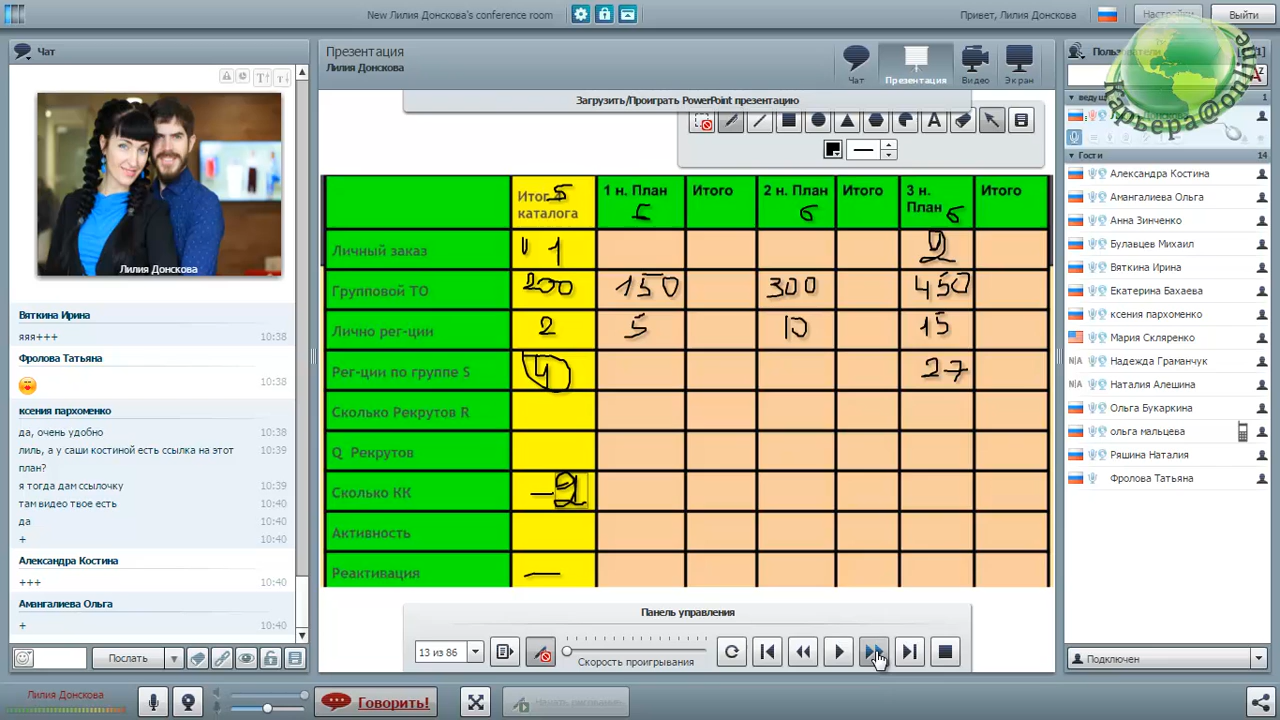 New Лилия Донскова's conference room
Привет, Лилия Донскова
Настройки
Выйти
Чат
Лилия Донскова
Вяткина Ирина
яяя+++ 10:38
Фролова Татьяна
10:38
ксения пархоменко
да, очень удобно 10:38
лиль, а у саши костиной есть ссылка на этот 10:39
план?
я тогда дам ссылочку 10:39
там видео твое есть 10:40
да 10:40
+ 10:40
Александра Костина
+++ 10:40
Амангалиева Ольга
+ 10:40
Послать
Презентация
Лилия Донскова
Чат
Презентация
Видео
Экран
Загрузить/Проиграть PowerPoint презентацию
Итог 5 1 н. План Итого 2 н. План Итого 3 н. Итого
каталога 6 План 6
Личный заказ 1 2
Групповой ТО 200 150 300 450
Лично рег-ции 2 5 10 15
Рег-ции по группе S 4 27
Сколько Рекрутов R
Q Рекрутов
Сколько КК – 2
Активность
Реактивация —
Панель управления
13 из 86
Скорость проигрывания
Карьера@online
ведущ 1
Гости 14
Александра Костина
Амангалиева Ольга
Анна Зинченко
Булавцев Михаил
Вяткина Ирина
Екатерина Бахаева
ксения пархоменко
Мария Скляренко
N/A Надежда Граманчук
N/A Наталия Алешина
Ольга Букаркина
ольга мальцева
Ряшина Наталия
Фролова Татьяна
Подключен
Лилия Донскова
Говорить!